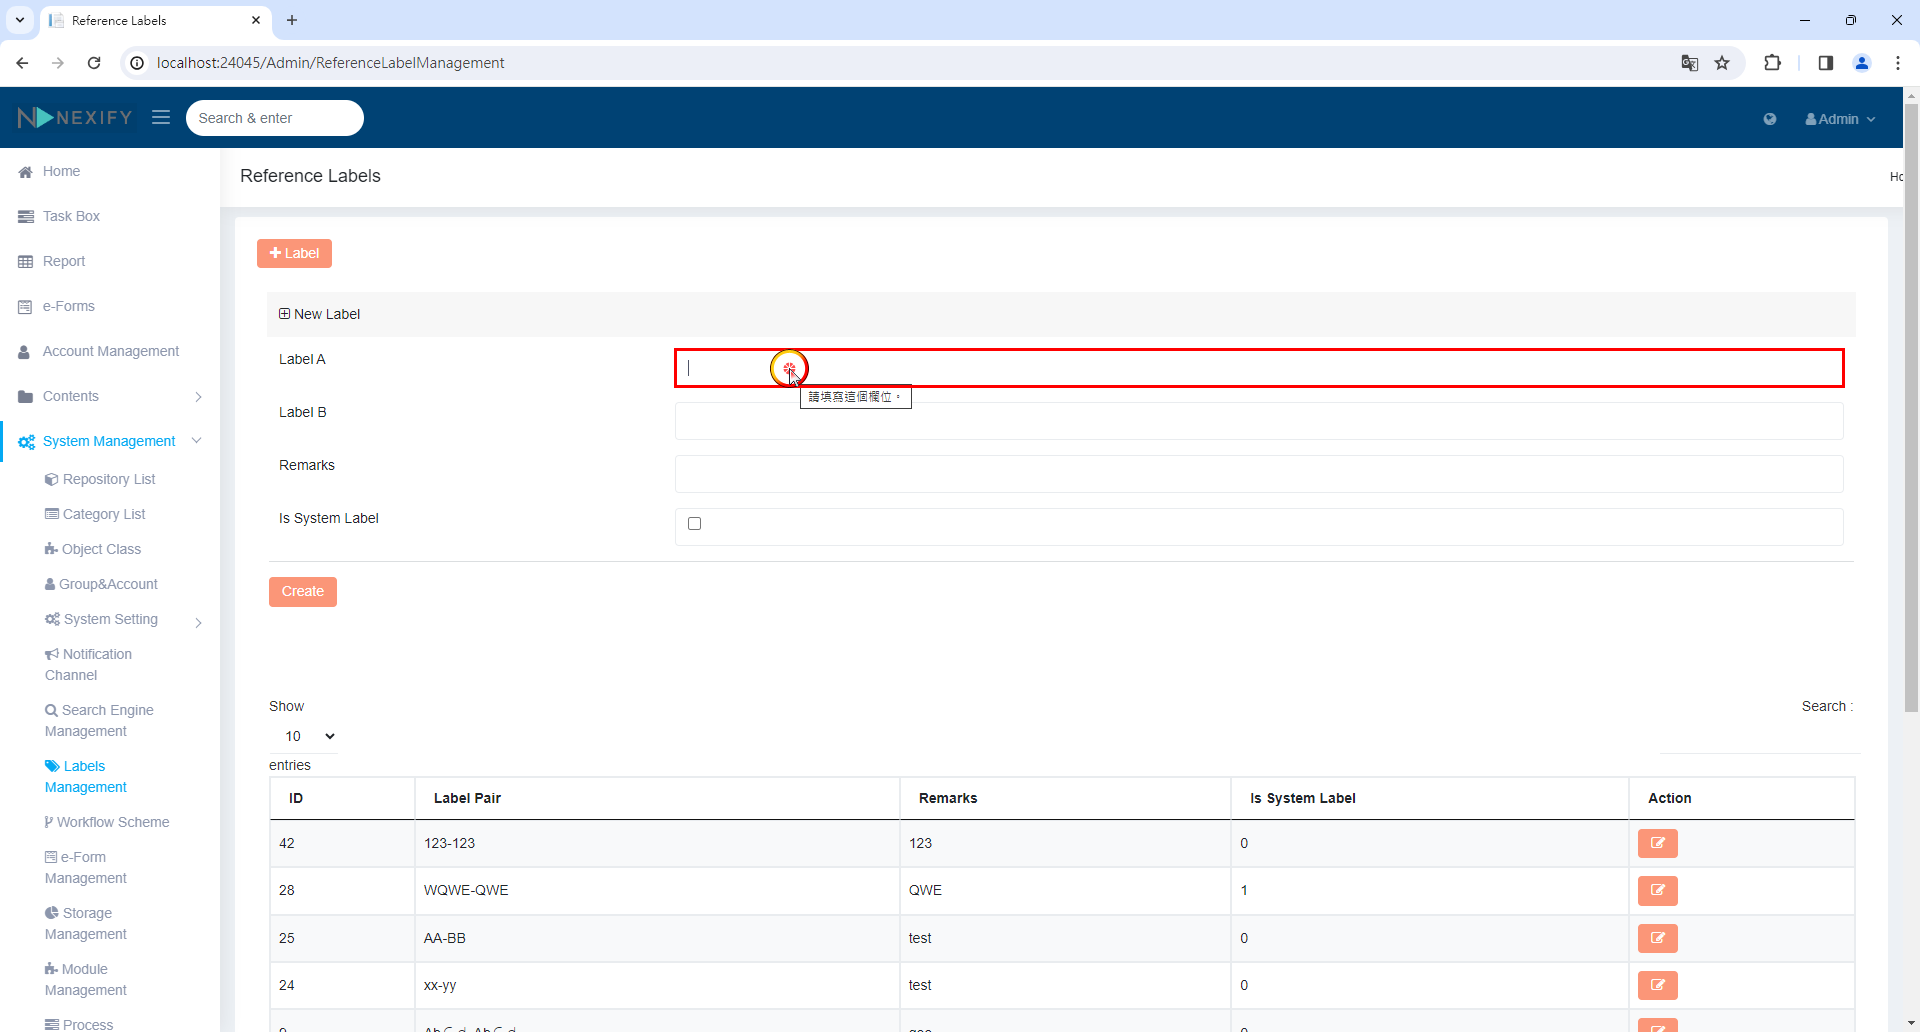 Reference Labels
localhost:24045/Admin/ReferenceLabelManagement
NEXIFY
Search & enter
Admin
Home
Task Box
Report
e-Forms
Account Management
Contents
System Management
Repository List
Category List
Object Class
Group&Account
System Setting
Notification
Channel
Search Engine
Management
Labels
Management
Workflow Scheme
e-Form
Management
Storage
Management
Module
Management
Process
Reference Labels
Ho
Label
New Label
Label A
請填寫這個欄位。
Label B
Remarks
Is System Label
Create
Show
Search :
10
entries
ID Label Pair Remarks Is System Label Action
42 123-123 123 0
28 WQWE-QWE QWE 1
25 AA-BB test 0
24 xx-yy test 0